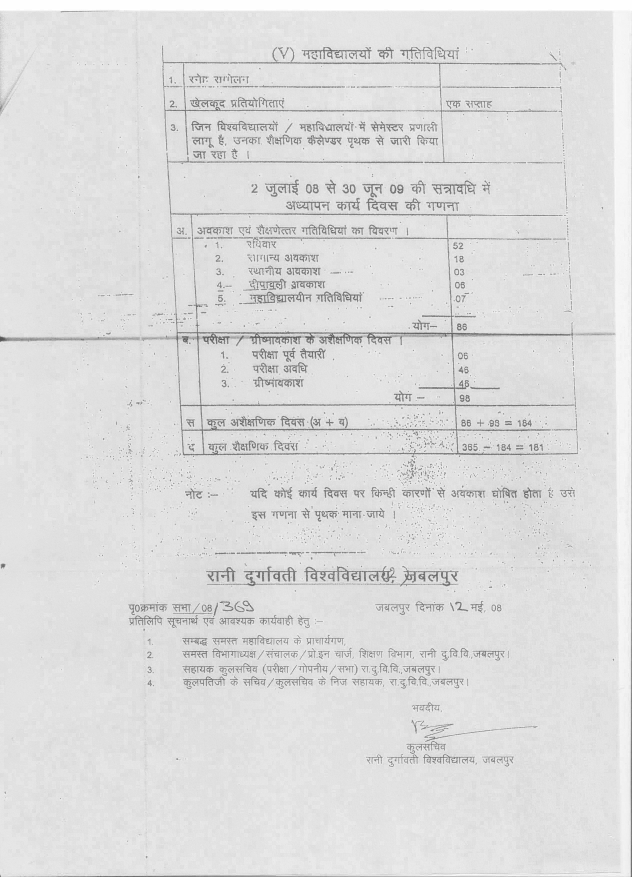 (V) महाविद्यालयों की गतिविधियां
1. स्नेह सम्मेलन
2. खेलकूद प्रतियोगिताएं एक सप्ताह
3. जिन विश्वविद्यालयों / महाविद्यालयों में सेमेस्टर प्रणाली
लागू है, उनका शैक्षणिक कैलेण्डर पृथक से जारी किया
जा रहा है ।
2 जुलाई 08 से 30 जून 09 की सत्रावधि में
अध्यापन कार्य दिवस की गणना
अ. अवकाश एवं शैक्षणेत्तर गतिविधियां का विवरण ।
1. रविवार 52
2. सामान्य अवकाश 18
3. स्थानीय अवकाश 03
4. दीपावली अवकाश 06
5. महाविद्यालयीन गतिविधियां 07
योग– 86
ब. परीक्षा / ग्रीष्मावकाश के अशैक्षणिक दिवस ।
1. परीक्षा पूर्व तैयारी 06
2. परीक्षा अवधि 46
3. ग्रीष्मावकाश 46
योग – 98
स कुल अशैक्षणिक दिवस (अ + ब) 86 + 98 = 184
द कुल शैक्षणिक दिवस 365 – 184 = 181
नोट :– यदि कोई कार्य दिवस पर किन्ही कारणों से अवकाश घोषित होता है उसे
इस गणना से पृथक माना जाये ।
रानी दुर्गावती विश्वविद्यालय, जबलपुर
पृ0क्रमांक सभा/08/369 जबलपुर दिनांक 12 मई, 08
प्रतिलिपि सूचनार्थ एवं आवश्यक कार्यवाही हेतु :–
1. सम्बद्ध समस्त महाविद्यालय के प्राचार्यगण,
2. समस्त विभागाध्यक्ष/संचालक/प्रो.इन चार्ज, शिक्षण विभाग, रानी दु.वि.वि.,जबलपुर।
3. सहायक कुलसचिव (परीक्षा/गोपनीय/सभा) रा.दु.वि.वि.,जबलपुर।
4. कुलपतिजी के सचिव/कुलसचिव के निज सहायक, रा.दु.वि.वि.,जबलपुर।
भवदीय,
कुलसचिव
रानी दुर्गावती विश्वविद्यालय, जबलपुर